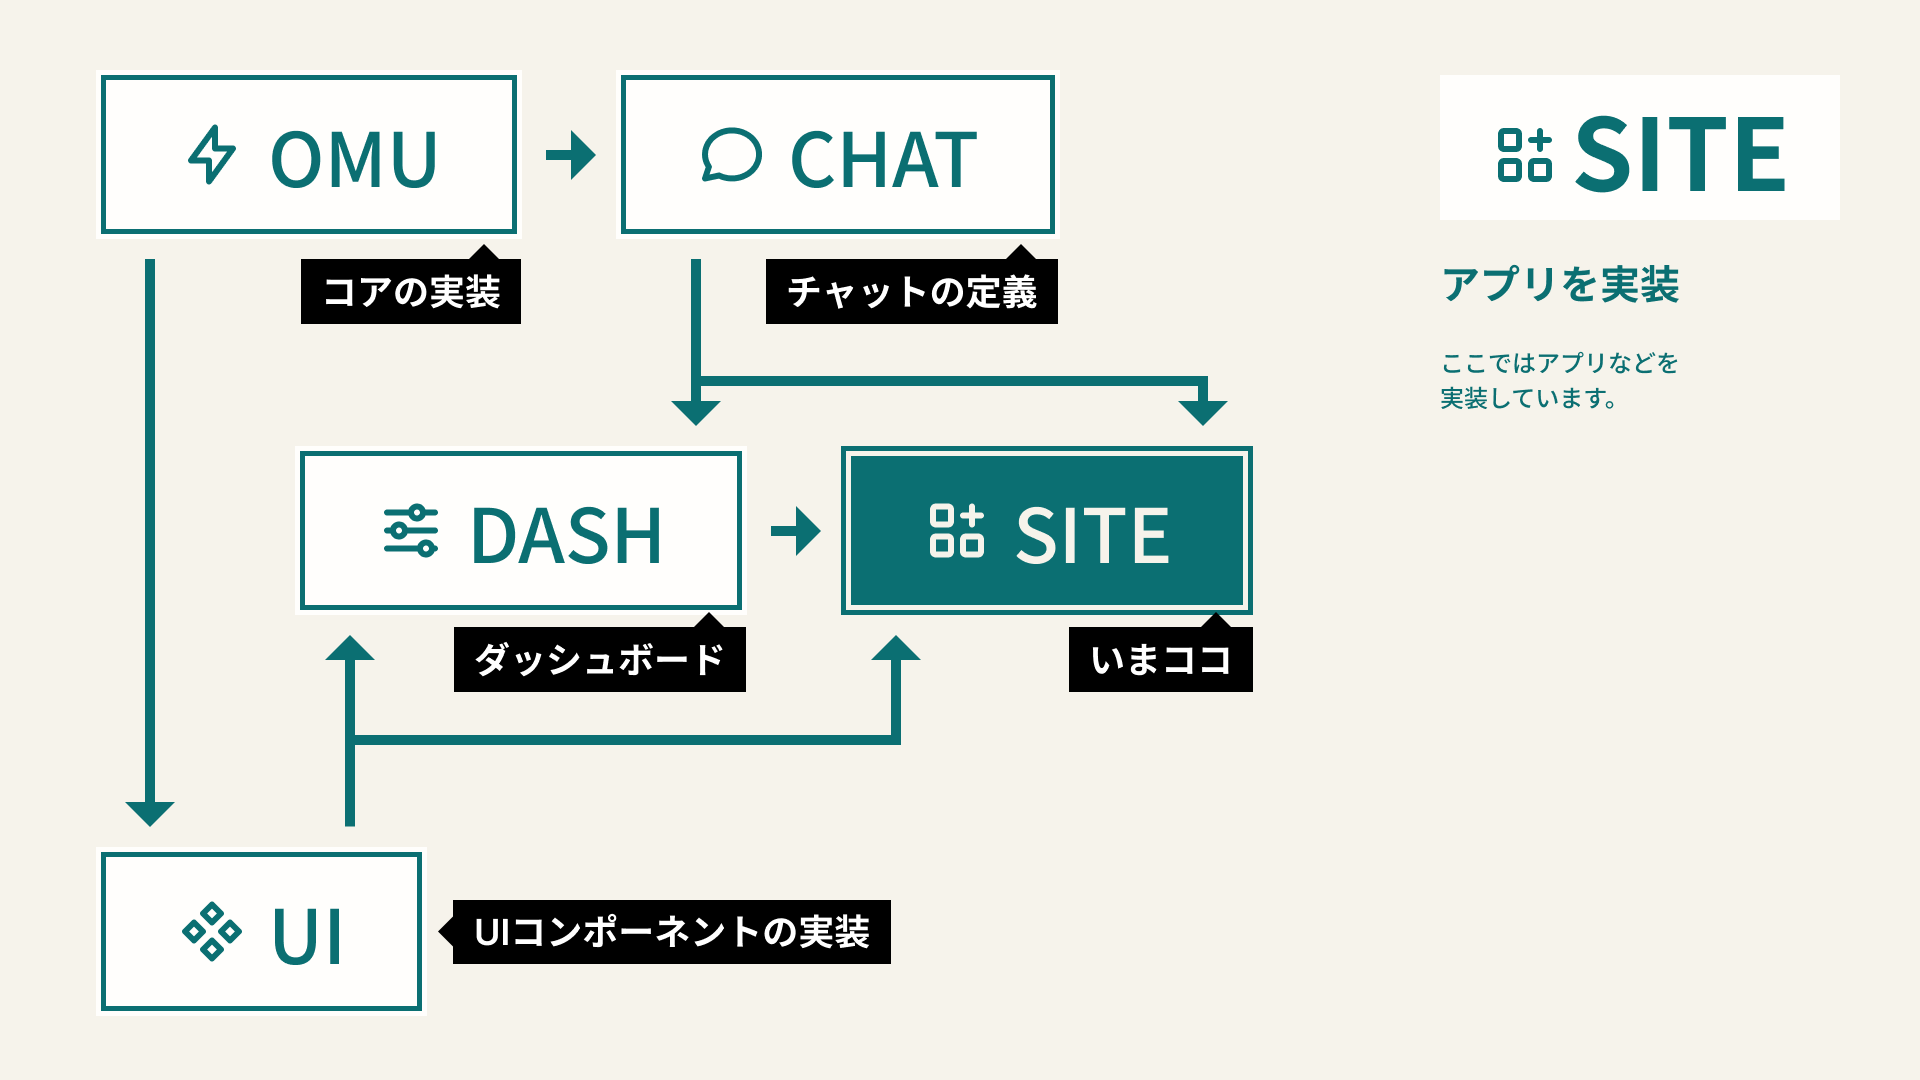 OMU
コアの実装
CHAT
チャットの定義
DASH
ダッシュボード
SITE
いまココ
UI
UIコンポーネントの実装
SITE
アプリを実装
ここではアプリなどを
実装しています。